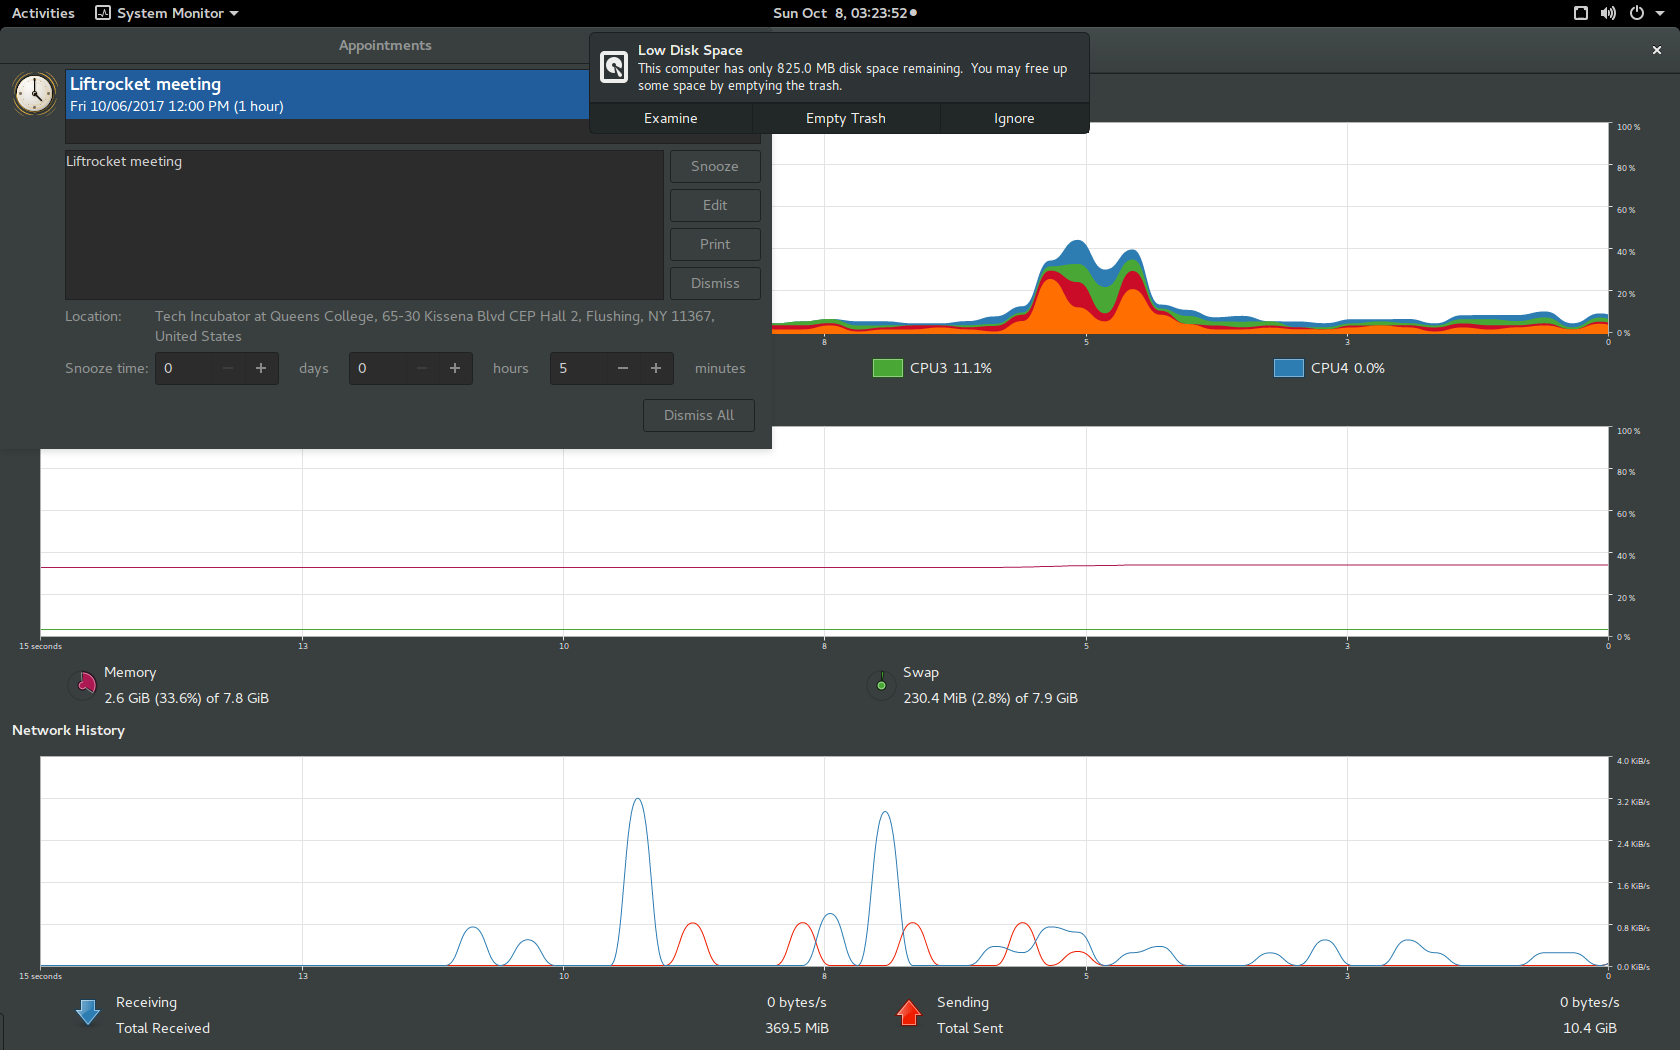 Activities
System Monitor
Sun Oct 8, 03:23:52
Appointments
Low Disk Space
This computer has only 825.0 MB disk space remaining. You may free up
some space by emptying the trash.
Examine
Empty Trash
Ignore
Liftrocket meeting
Fri 10/06/2017 12:00 PM (1 hour)
Liftrocket meeting
Snooze
Edit
Print
Dismiss
Location:
Tech Incubator at Queens College, 65-30 Kissena Blvd CEP Hall 2, Flushing, NY 11367,
United States
Snooze time:
0
days
0
hours
5
minutes
Dismiss All
100 %
80 %
60 %
40 %
20 %
0 %
8
5
3
0
CPU3 11.1%
CPU4 0.0%
100 %
80 %
60 %
40 %
20 %
0 %
15 seconds
13
10
8
5
3
0
Memory
2.6 GiB (33.6%) of 7.8 GiB
Swap
230.4 MiB (2.8%) of 7.9 GiB
Network History
4.0 KiB/s
3.2 KiB/s
2.4 KiB/s
1.6 KiB/s
0.8 KiB/s
0.0 KiB/s
15 seconds
13
10
8
5
3
0
Receiving
0 bytes/s
Total Received
369.5 MiB
Sending
0 bytes/s
Total Sent
10.4 GiB